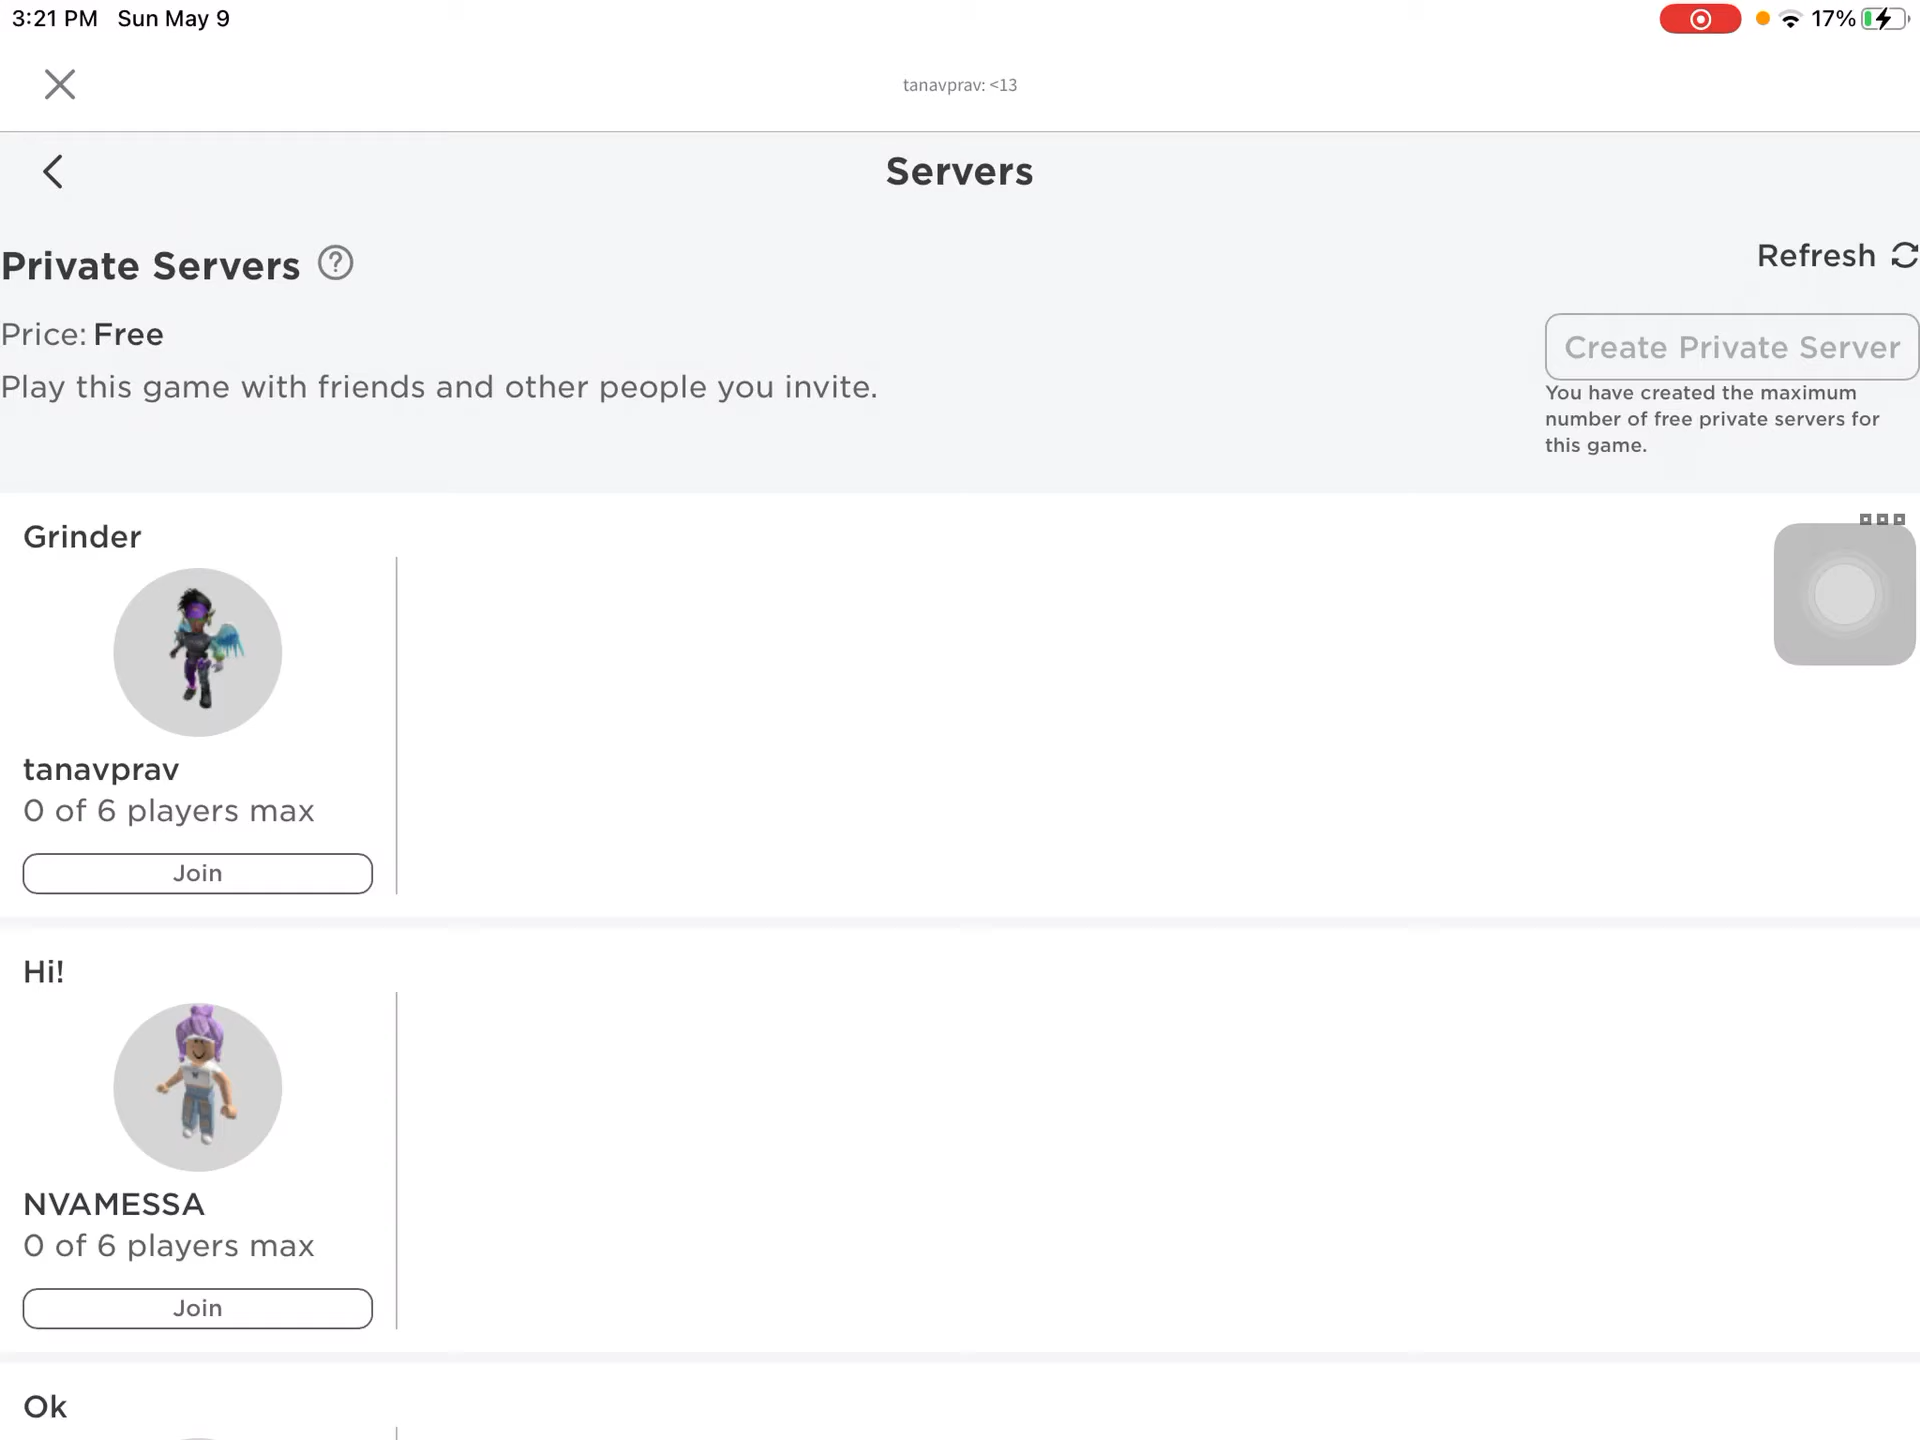 3:21 PM Sun May 9
17%
tanavprav: <13
Servers
Private Servers
Refresh
Price: Free
Create Private Server
Play this game with friends and other people you invite.
You have created the maximum
number of free private servers for
this game.
Grinder
tanavprav
0 of 6 players max
Join
Hi!
NVAMESSA
0 of 6 players max
Join
Ok